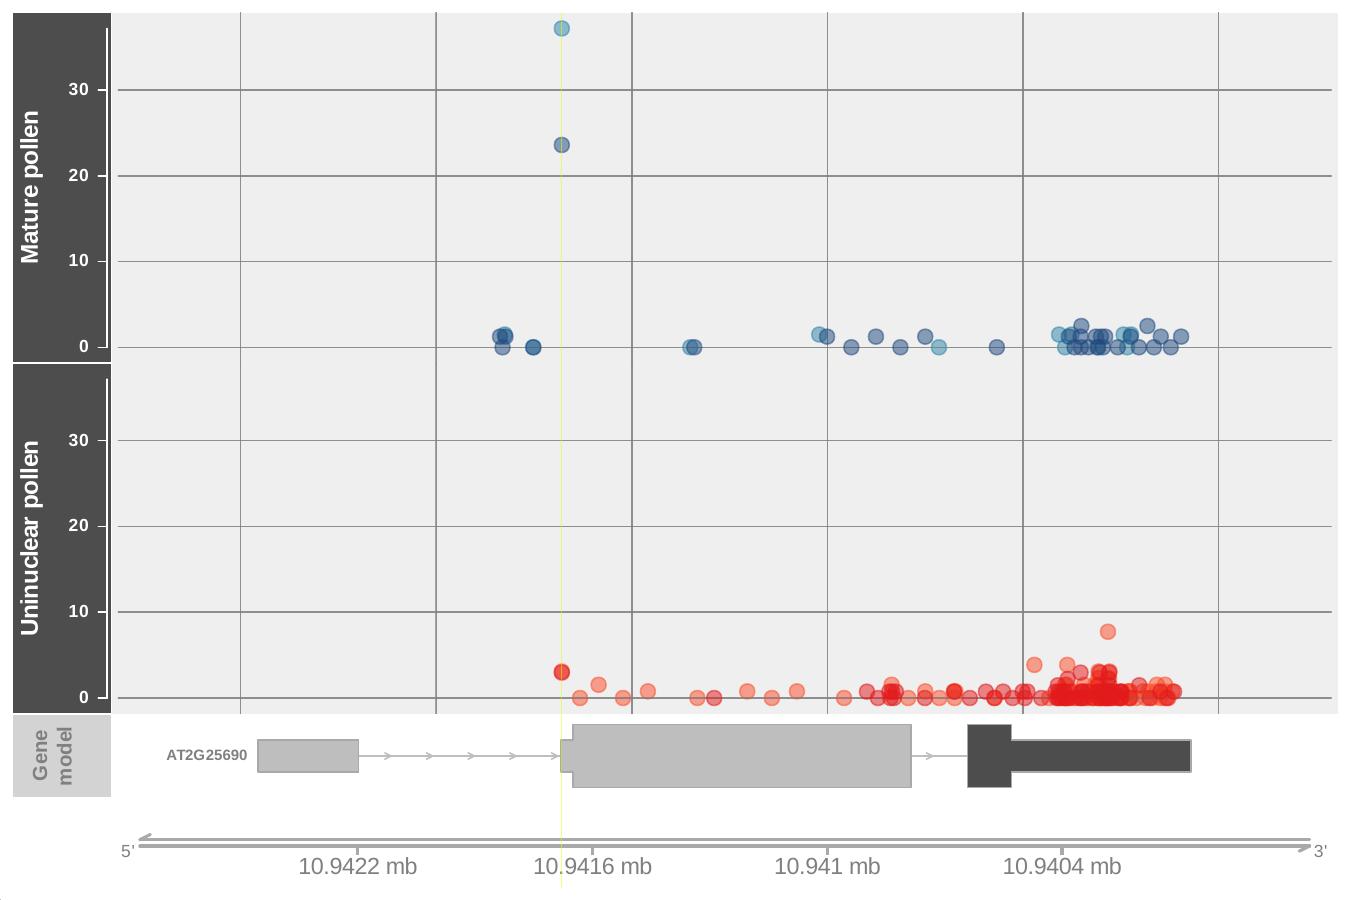 Mature pollen
30
20
10
0
Uninuclear pollen
30
20
10
0
Gene
model
AT2G25690
5'
3'
10.9422 mb
10.9416 mb
10.941 mb
10.9404 mb